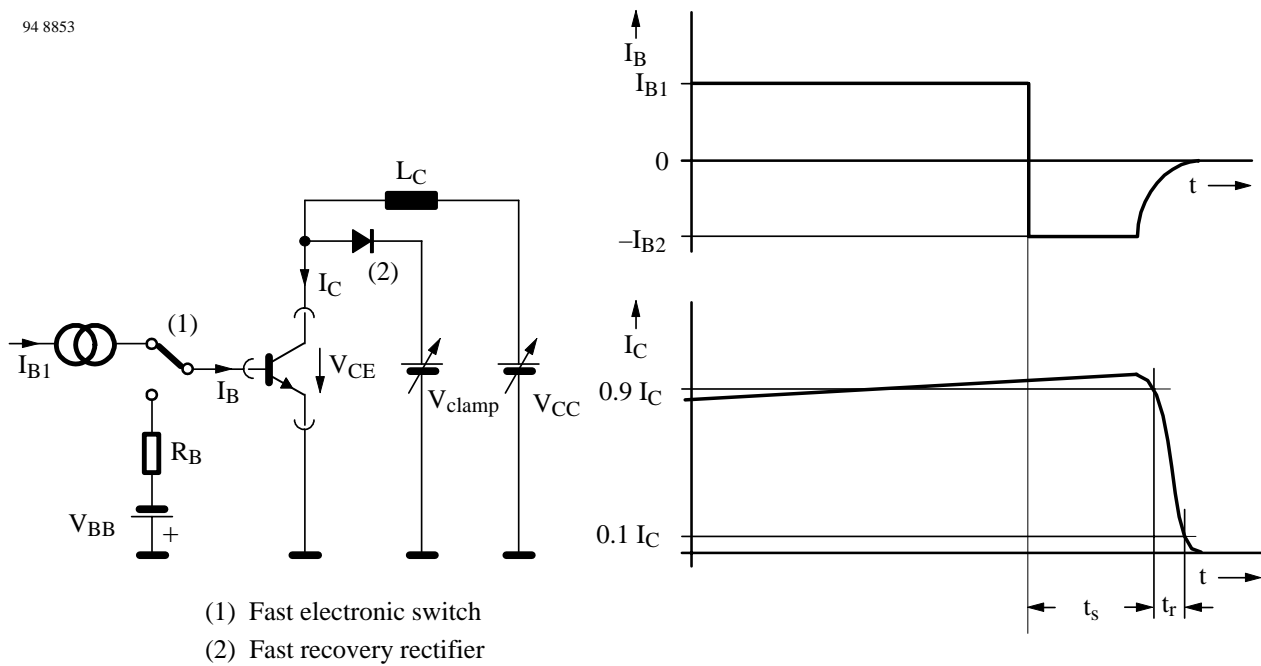 94 8853
L_C
(2)
I_C
(1)
I_B1
I_B
V_CE
V_clamp
V_CC
R_B
V_BB
+
(1) Fast electronic switch
(2) Fast recovery rectifier
I_B
I_B1
0
t
–I_B2
I_C
0.9 I_C
0.1 I_C
t
t_s
t_r